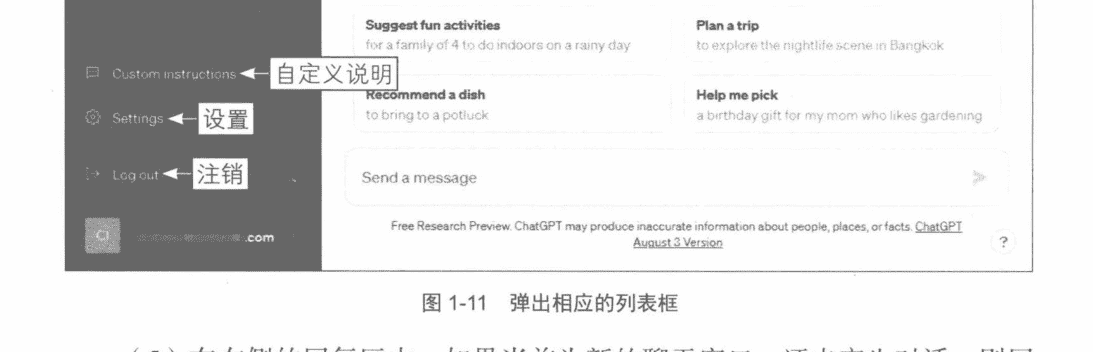 Suggest fun activities
for a family of 4 to do indoors on a rainy day
Plan a trip
to explore the nightlife scene in Bangkok
Custom instructions 自定义说明
Recommend a dish
to bring to a potluck
Help me pick
a birthday gift for my mom who likes gardening
Settings 设置
Log out 注销
Send a message
CI
.com
Free Research Preview. ChatGPT may produce inaccurate information about people, places, or facts. ChatGPT
August 3 Version
?
图 1-11 弹出相应的列表框